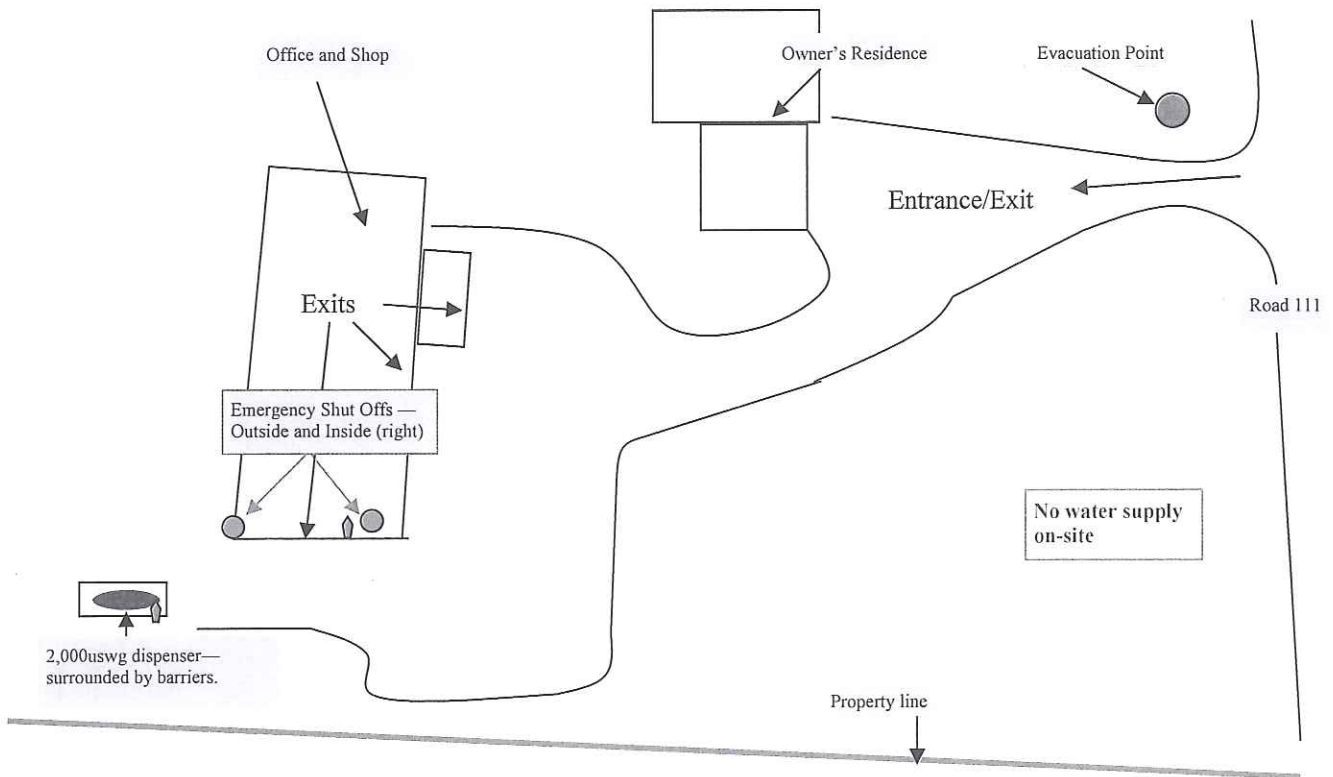 Office and Shop
Owner's Residence
Evacuation Point
Entrance/Exit
Road 111
Exits
Emergency Shut Offs —
Outside and Inside (right)
No water supply
on-site
2,000uswg dispenser—
surrounded by barriers.
Property line